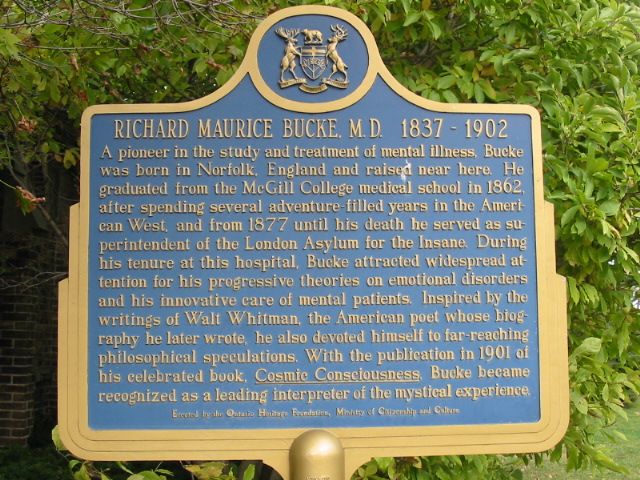 RICHARD MAURICE BUCKE, M.D. 1837 - 1902
A pioneer in the study and treatment of mental illness, Bucke
was born in Norfolk, England and raised near here. He
graduated from the McGill College medical school in 1862,
after spending several adventure-filled years in the Ameri-
can West, and from 1877 until his death he served as su-
perintendent of the London Asylum for the Insane. During
his tenure at this hospital, Bucke attracted widespread at-
tention for his progressive theories on emotional disorders
and his innovative care of mental patients. Inspired by the
writings of Walt Whitman, the American poet whose biog-
raphy he later wrote, he also devoted himself to far-reaching
philosophical speculations. With the publication in 1901 of
his celebrated book, Cosmic Consciousness, Bucke became
recognized as a leading interpreter of the mystical experience.
Erected by the Ontario Heritage Foundation, Ministry of Citizenship and Culture